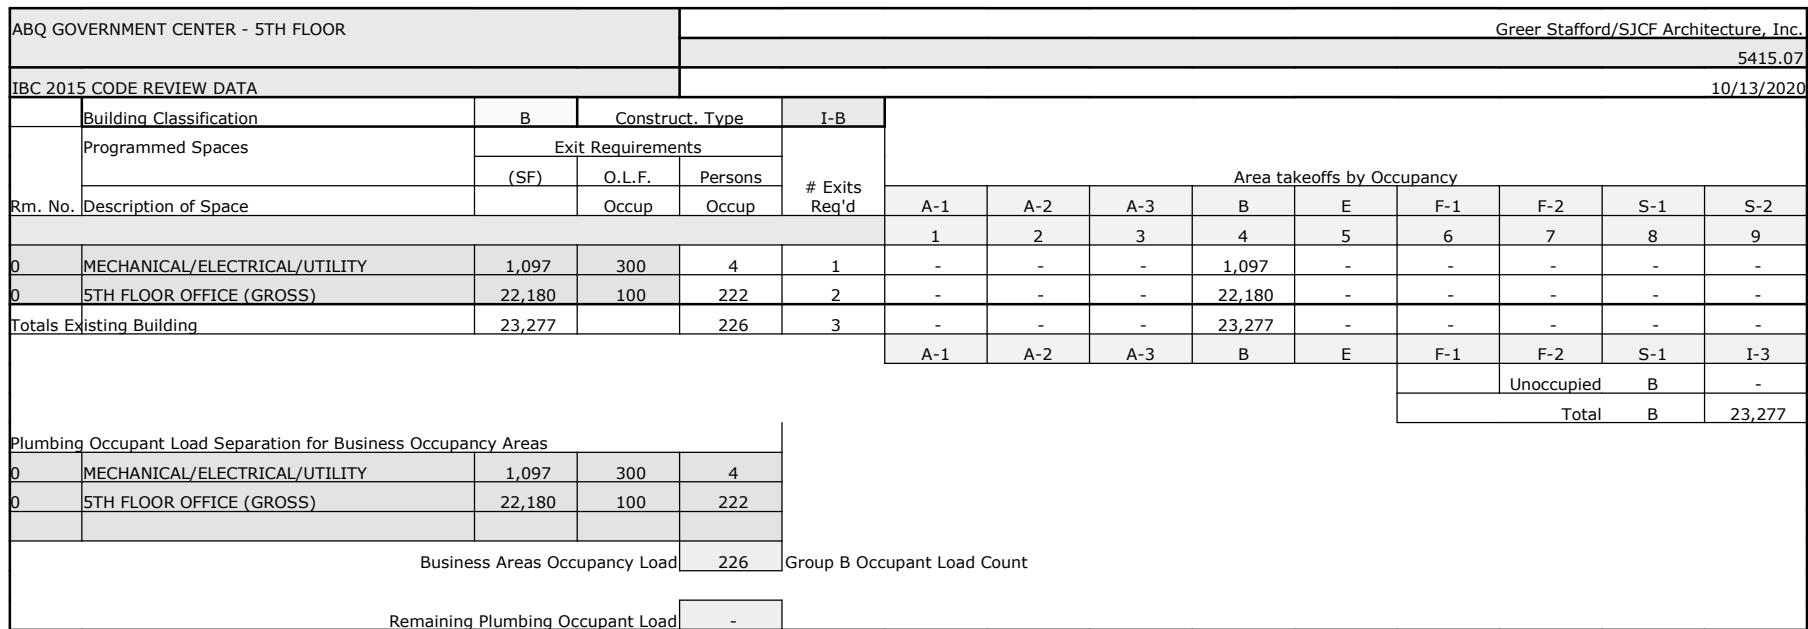 ABQ GOVERNMENT CENTER - 5TH FLOOR Greer Stafford/SJCF Architecture, Inc.
5415.07
IBC 2015 CODE REVIEW DATA 10/13/2020
Building Classification B Construct. Type I-B
Programmed Spaces Exit Requirements
(SF) O.L.F. Persons # Exits Area takeoffs by Occupancy
Rm. No. Description of Space Occup Occup Req'd A-1 A-2 A-3 B E F-1 F-2 S-1 S-2
1 2 3 4 5 6 7 8 9
0 MECHANICAL/ELECTRICAL/UTILITY 1,097 300 4 1 - - - 1,097 - - - - -
0 5TH FLOOR OFFICE (GROSS) 22,180 100 222 2 - - - 22,180 - - - - -
Totals Existing Building 23,277 226 3 - - - 23,277 - - - - -
A-1 A-2 A-3 B E F-1 F-2 S-1 I-3
Unoccupied B -
Total B 23,277
Plumbing Occupant Load Separation for Business Occupancy Areas
0 MECHANICAL/ELECTRICAL/UTILITY 1,097 300 4
0 5TH FLOOR OFFICE (GROSS) 22,180 100 222
Business Areas Occupancy Load 226 Group B Occupant Load Count
Remaining Plumbing Occupant Load -